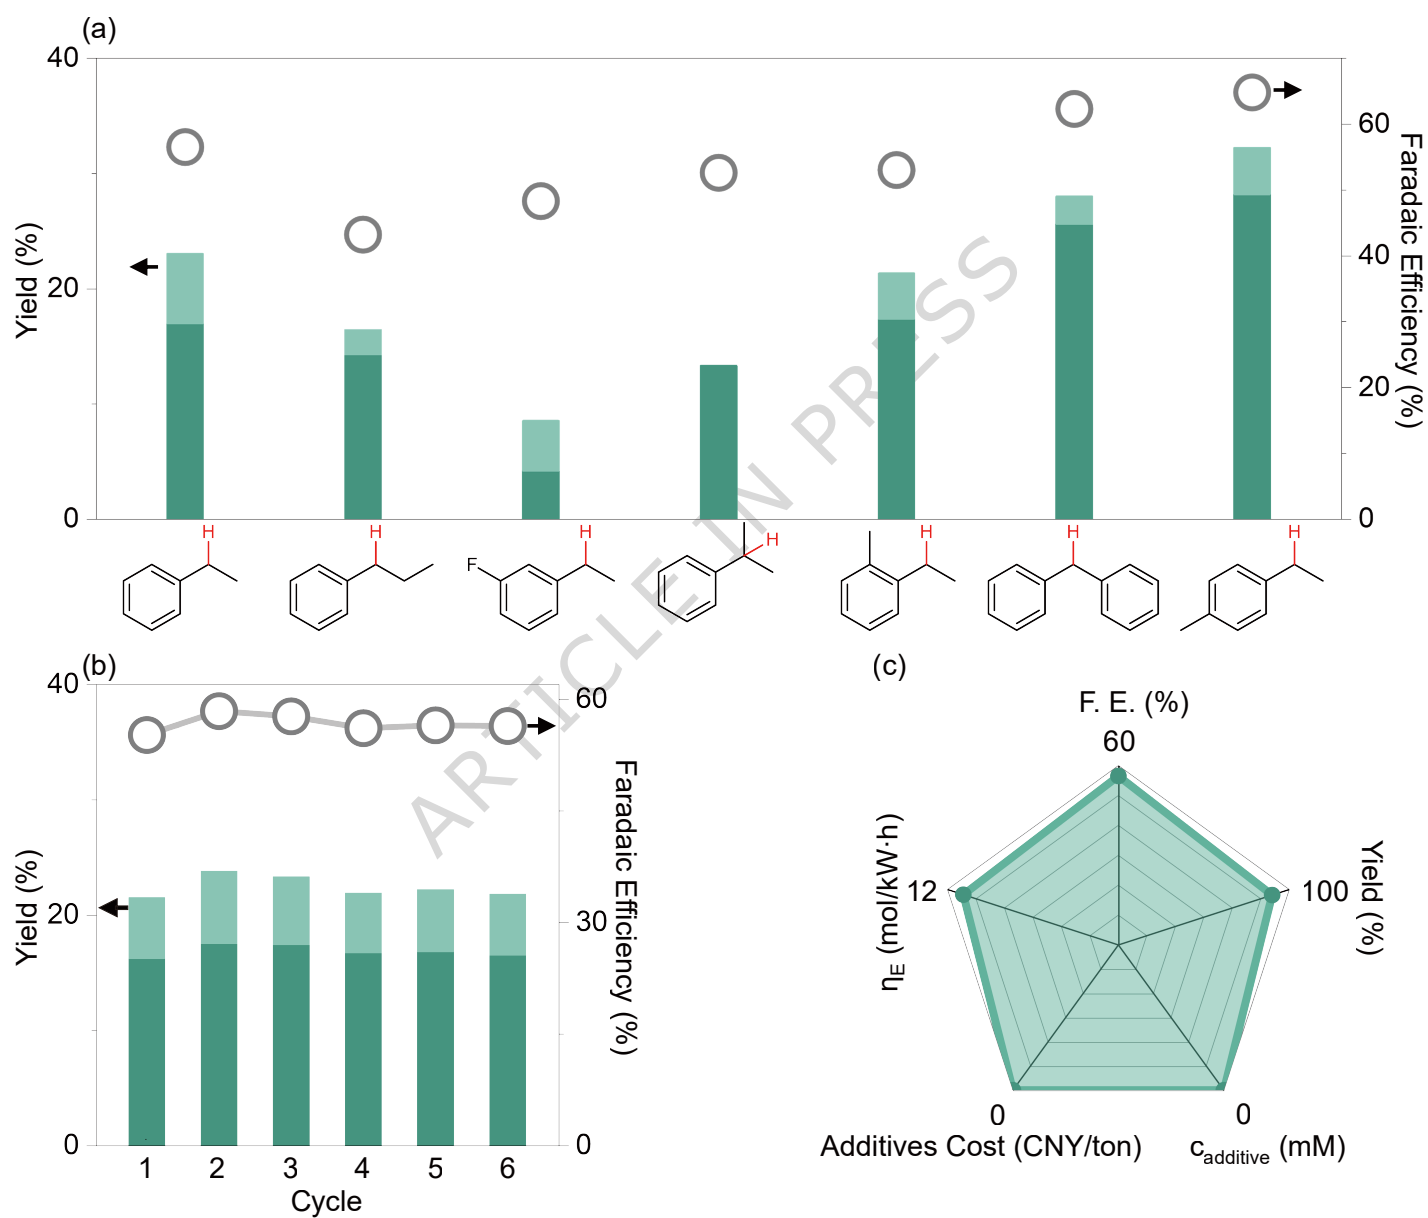 (a)
40
20
0
Yield (%)
60
40
20
0
Faradaic Efficiency (%)
H
H
F
H
H
H
H
H
ARTICLE IN PRESS
(b)
40
20
0
Yield (%)
60
30
0
Faradaic Efficiency (%)
1 2 3 4 5 6
Cycle
(c)
F. E. (%)
60
12
ηE (mol/kW·h)
100
Yield (%)
0
Additives Cost (CNY/ton)
0
cadditive (mM)